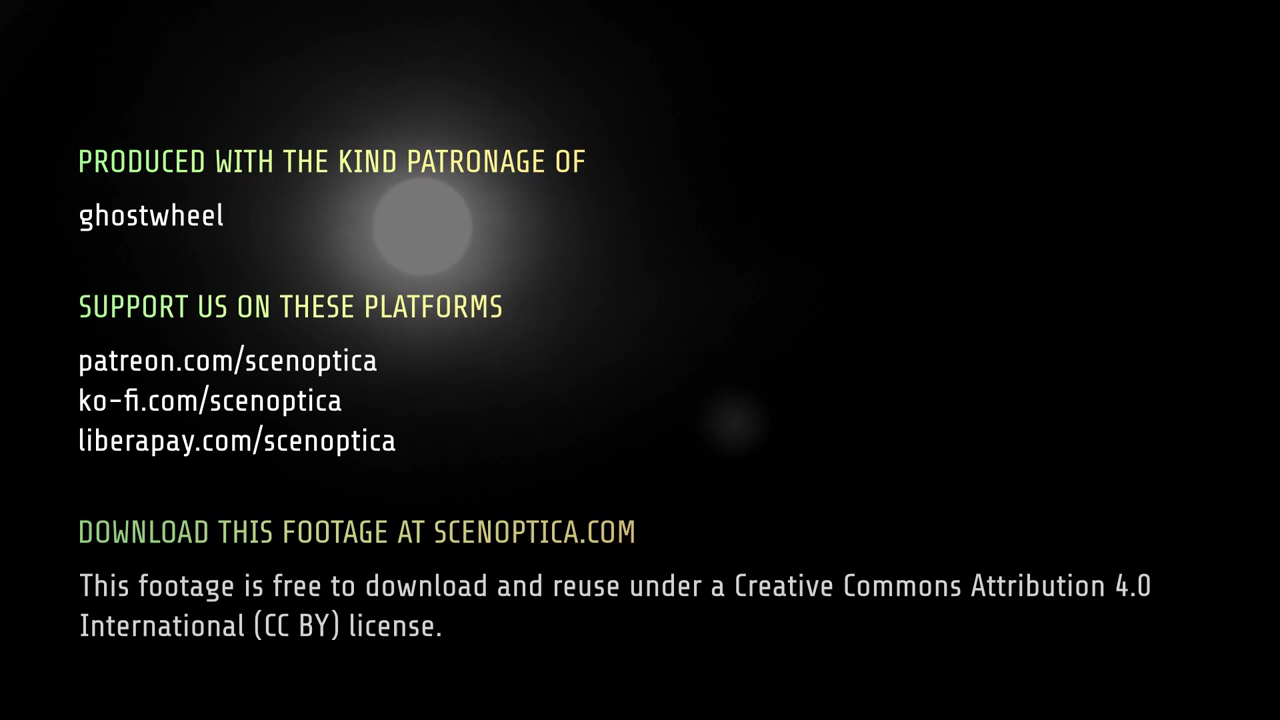 PRODUCED WITH THE KIND PATRONAGE OF
ghostwheel
SUPPORT US ON THESE PLATFORMS
patreon.com/scenoptica
ko-fi.com/scenoptica
liberapay.com/scenoptica
DOWNLOAD THIS FOOTAGE AT SCENOPTICA.COM
This footage is free to download and reuse under a Creative Commons Attribution 4.0
International (CC BY) license.